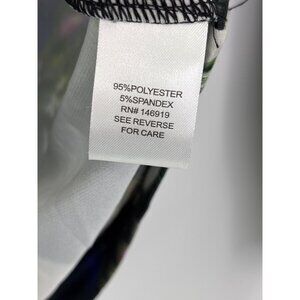 95%POLYESTER
5%SPANDEX
RN# 146919
SEE REVERSE
FOR CARE